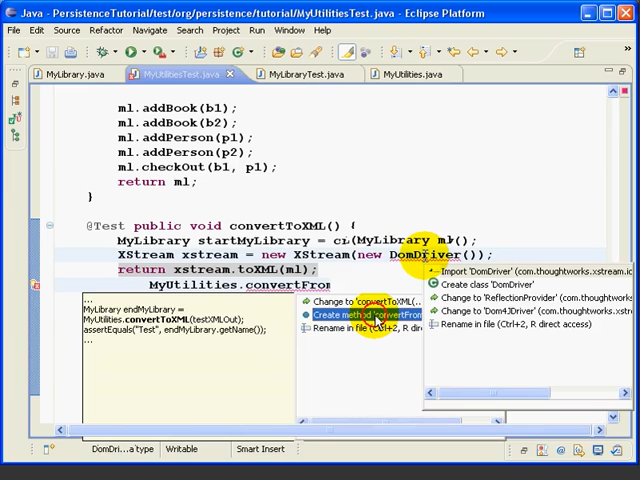 Java - PersistenceTutorial/test/org/persistence/tutorial/MyUtilitiesTest.java - Eclipse Platform
File Edit Source Refactor Navigate Search Project Run Window Help
MyLibrary.java MyUtilitiesTest.java MyLibraryTest.java MyUtilities.java
ml.addBook(b1);
ml.addBook(b2);
ml.addPerson(p1);
ml.addPerson(p2);
ml.checkOut(b1, p1);
return ml;
}
@Test public void convertToXML() {
MyLibrary startMyLibrary = cr(MyLibrary ml();
XStream xstream = new XStream(new DomDriver());
return xstream.toXML(ml);
MyUtilities.convertFrom
...
MyLibrary endMyLibrary =
MyUtilities.convertToXML(testXMLOut);
assertEquals("Test", endMyLibrary.getName());
...
Change to 'convertToXML(..
Create method 'convertFrom
Rename in file (Ctrl+2, R dire
Import 'DomDriver' (com.thoughtworks.xstream.ic
Create class 'DomDriver'
Change to 'ReflectionProvider' (com.thoughtwork
Change to 'Dom4JDriver' (com.thoughtworks.xstre
Rename in file (Ctrl+2, R direct access)
DomDri...a type Writable Smart Insert